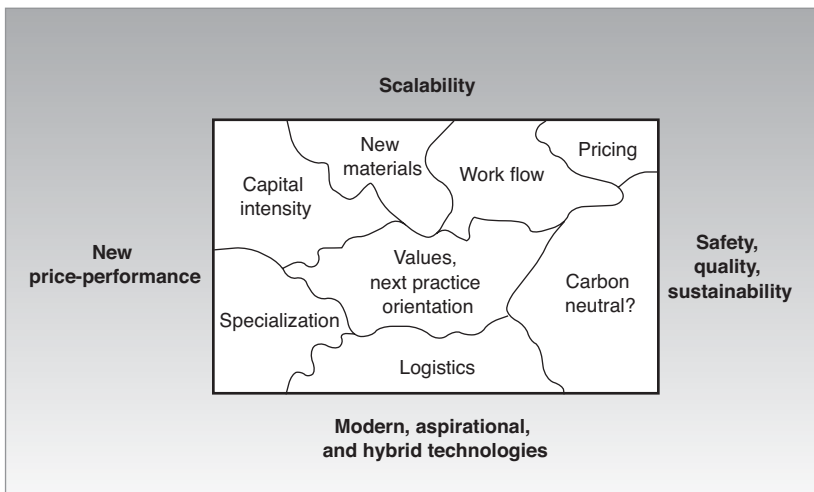 Scalability
New
materials
Pricing
Work flow
Capital
intensity
New
price-performance
Values,
next practice
orientation
Carbon
neutral?
Safety,
quality,
sustainability
Specialization
Logistics
Modern, aspirational,
and hybrid technologies